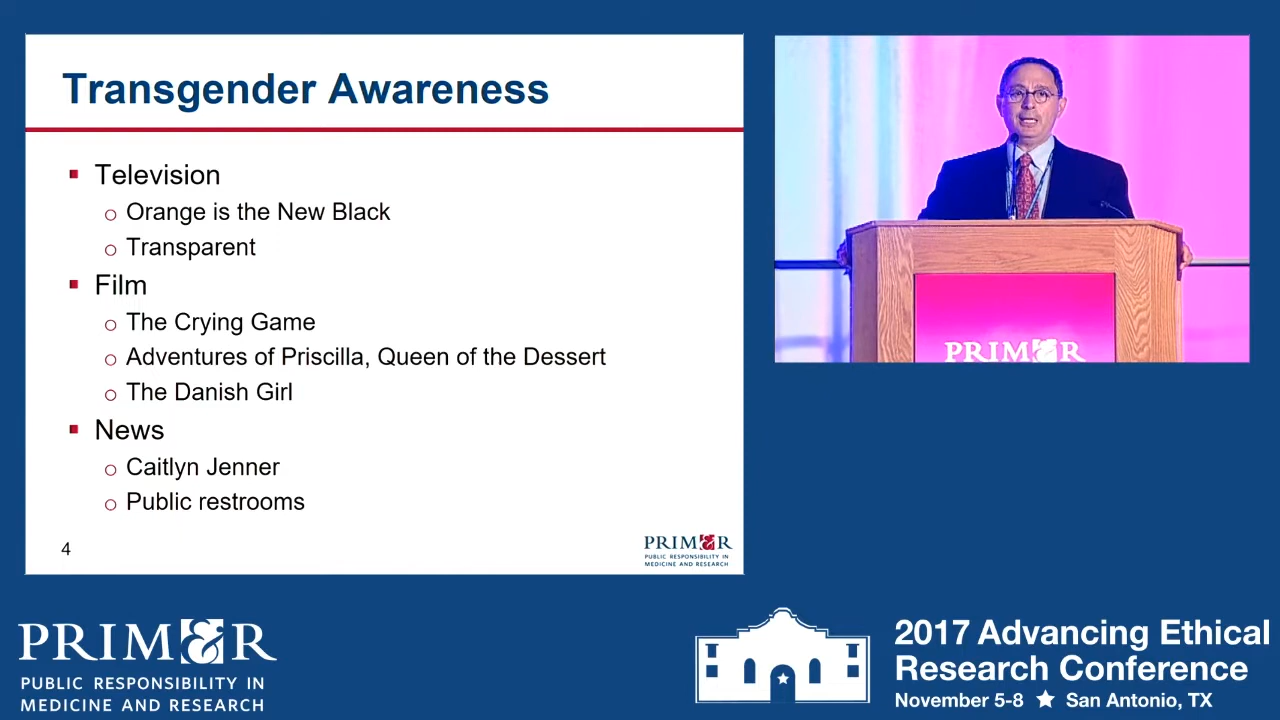 Transgender Awareness
Television
Orange is the New Black
Transparent
Film
The Crying Game
Adventures of Priscilla, Queen of the Dessert
The Danish Girl
News
Caitlyn Jenner
Public restrooms
4
PRIM&R
PUBLIC RESPONSIBILITY IN
MEDICINE AND RESEARCH
PRIM&R
PRIM&R
PUBLIC RESPONSIBILITY IN
MEDICINE AND RESEARCH
2017 Advancing Ethical
Research Conference
November 5-8 ★ San Antonio, TX